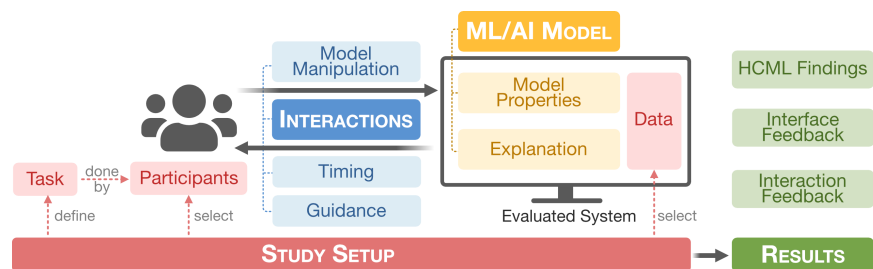 ML/AI MODEL
Model
Manipulation
HCML Findings
Model
Properties
INTERACTIONS
Data
Interface
Feedback
Explanation
Task
done
by
Participants
Timing
Interaction
Feedback
define
select
Guidance
Evaluated System
select
STUDY SETUP
RESULTS